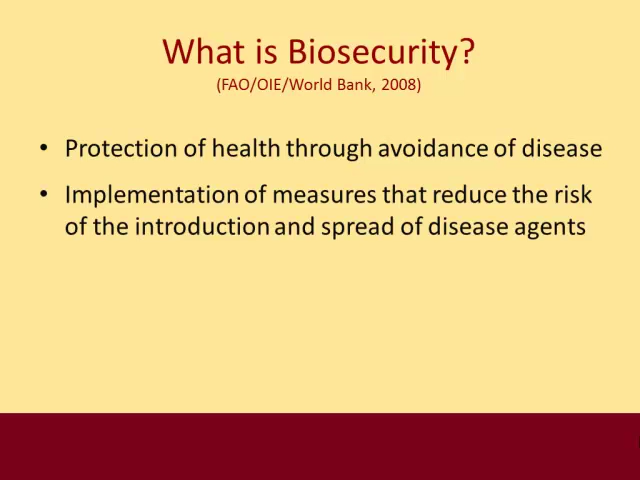 What is Biosecurity?
(FAO/OIE/World Bank, 2008)
• Protection of health through avoidance of disease
• Implementation of measures that reduce the risk
of the introduction and spread of disease agents